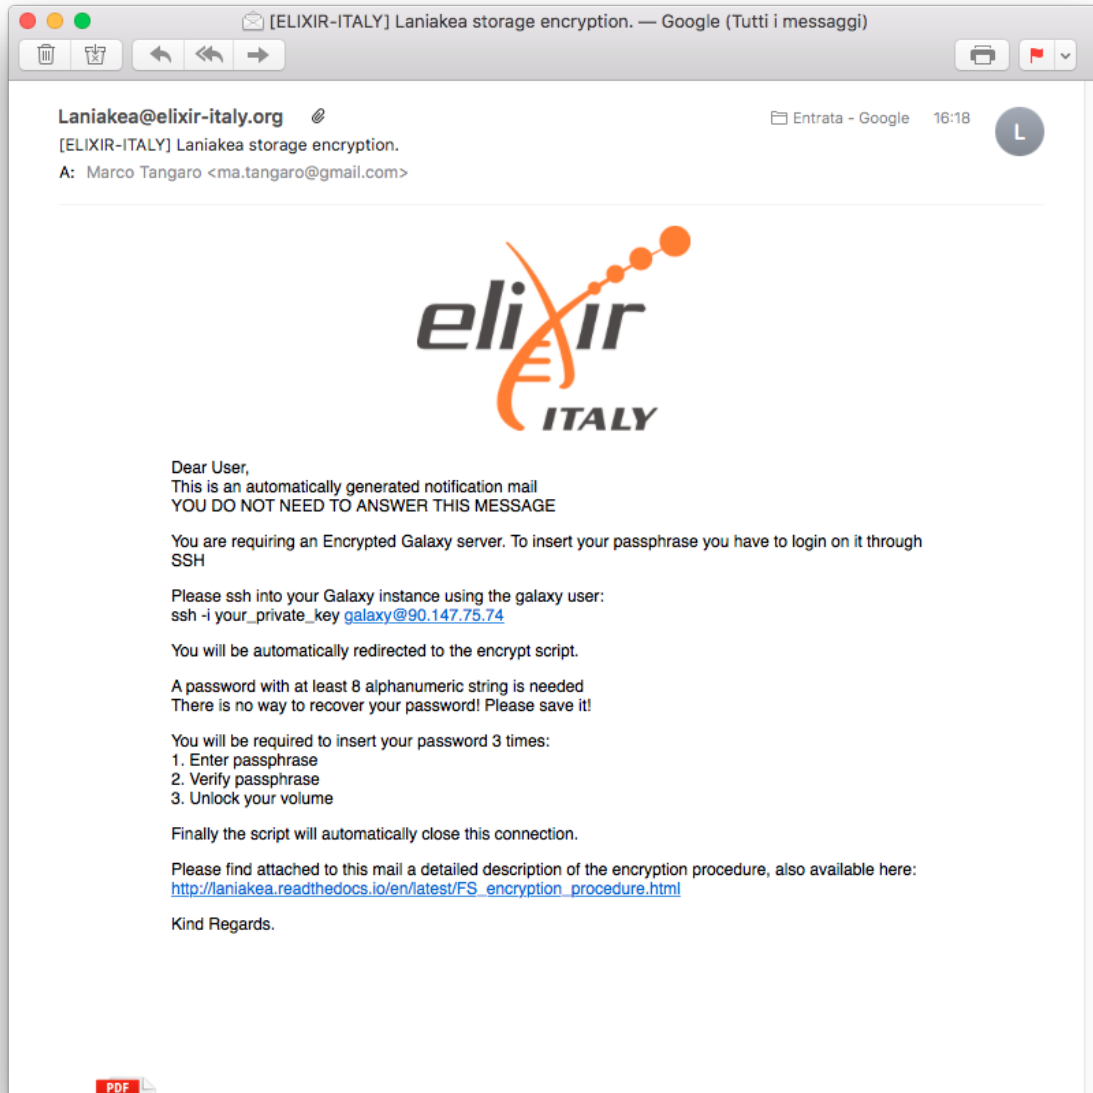 [ELIXIR-ITALY] Laniakea storage encryption. — Google (Tutti i messaggi)
Laniakea@elixir-italy.org
Entrata - Google 16:18
L
[ELIXIR-ITALY] Laniakea storage encryption.
A: Marco Tangaro <ma.tangaro@gmail.com>
elixir
ITALY
Dear User,
This is an automatically generated notification mail
YOU DO NOT NEED TO ANSWER THIS MESSAGE
You are requiring an Encrypted Galaxy server. To insert your passphrase you have to login on it through
SSH
Please ssh into your Galaxy instance using the galaxy user:
ssh -i your_private_key galaxy@90.147.75.74
You will be automatically redirected to the encrypt script.
A password with at least 8 alphanumeric string is needed
There is no way to recover your password! Please save it!
You will be required to insert your password 3 times:
1. Enter passphrase
2. Verify passphrase
3. Unlock your volume
Finally the script will automatically close this connection.
Please find attached to this mail a detailed description of the encryption procedure, also available here:
http://laniakea.readthedocs.io/en/latest/FS_encryption_procedure.html
Kind Regards.
PDF